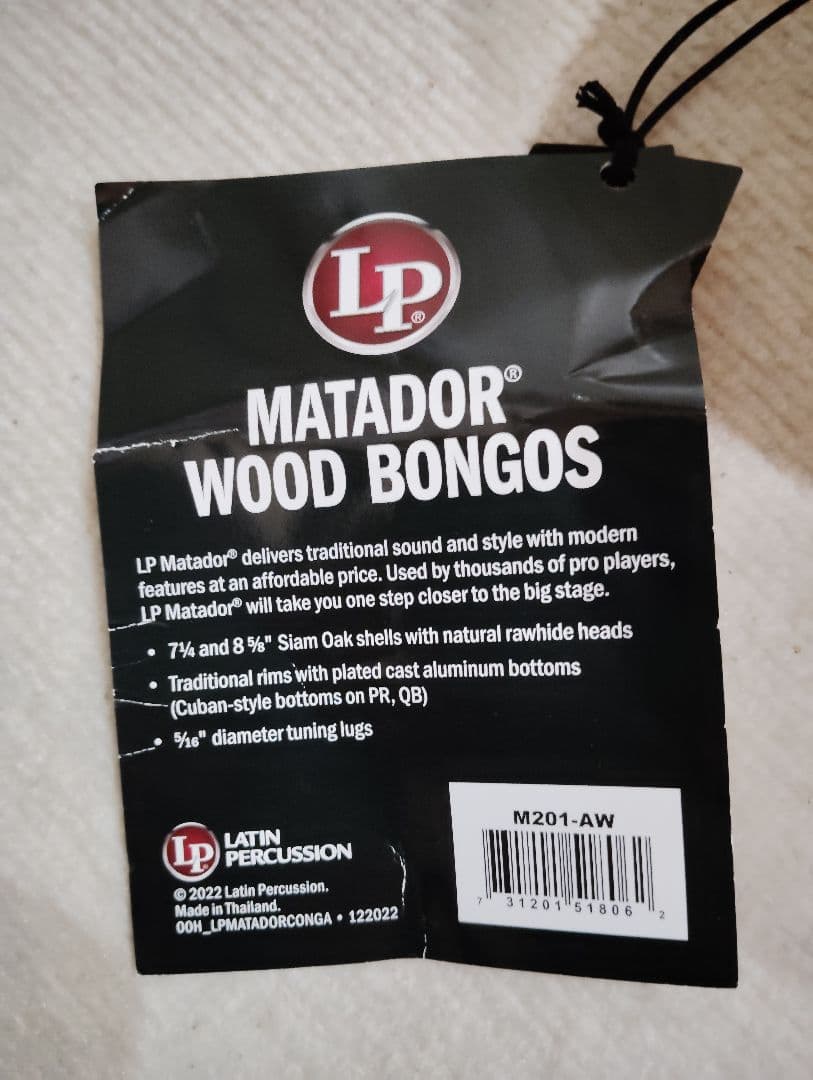 LP®
MATADOR®
WOOD BONGOS
LP Matador® delivers traditional sound and style with modern
features at an affordable price. Used by thousands of pro players,
LP Matador® will take you one step closer to the big stage.
• 7¼ and 8 ⅝" Siam Oak shells with natural rawhide heads
• Traditional rims with plated cast aluminum bottoms
(Cuban-style bottoms on PR, QB)
• 5/16" diameter tuning lugs
LP LATIN
PERCUSSION
© 2022 Latin Percussion.
Made in Thailand.
OOH_LPMATADORCONGA • 122022
M201-AW
7 31201 51806 2